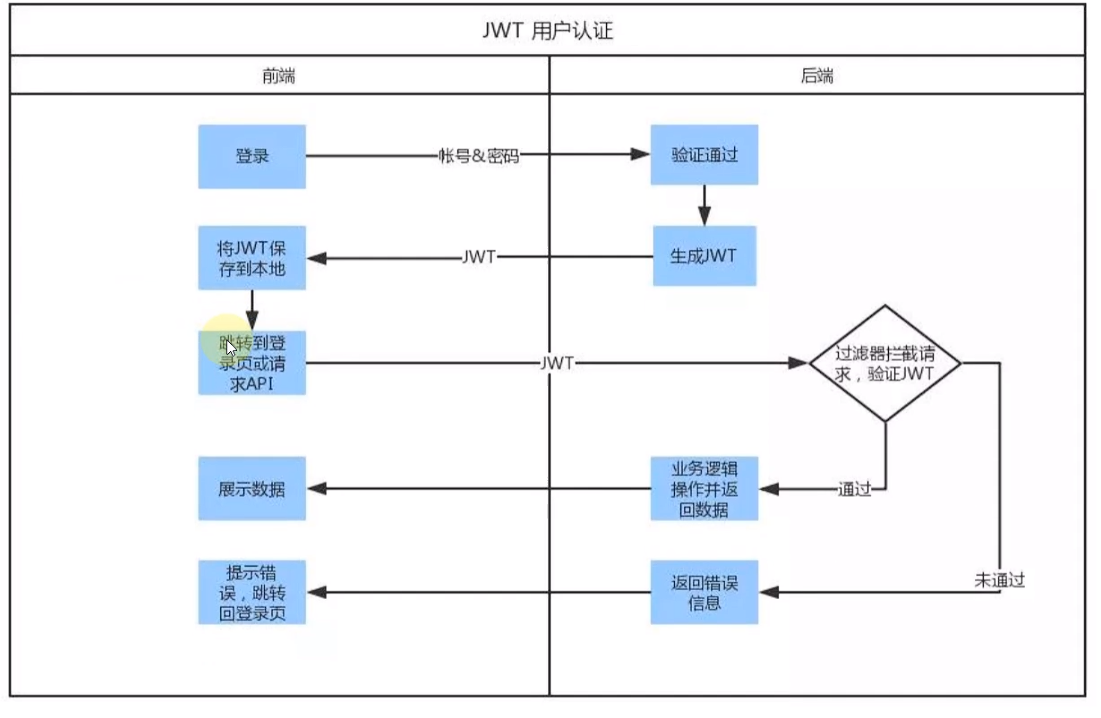 JWT 用户认证
前端
后端
登录
帐号&密码
验证通过
将JWT保
存到本地
JWT
生成JWT
跳转到登
录页或请
求API
JWT
过滤器拦截请
求，验证JWT
展示数据
业务逻辑
操作并返
回数据
通过
提示错
误，跳转
回登录页
返回错误
信息
未通过